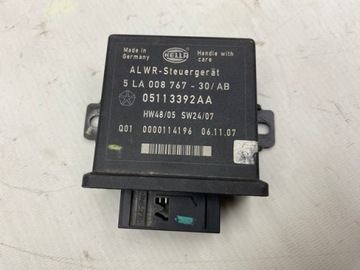 Made in Germany
HELLA
Handle with care
ALWR-Steuergerät
5 LA 008 767 -30/AB
05113392AA
HW48/05 SW24/07
Q01 0000114196 06.11.07